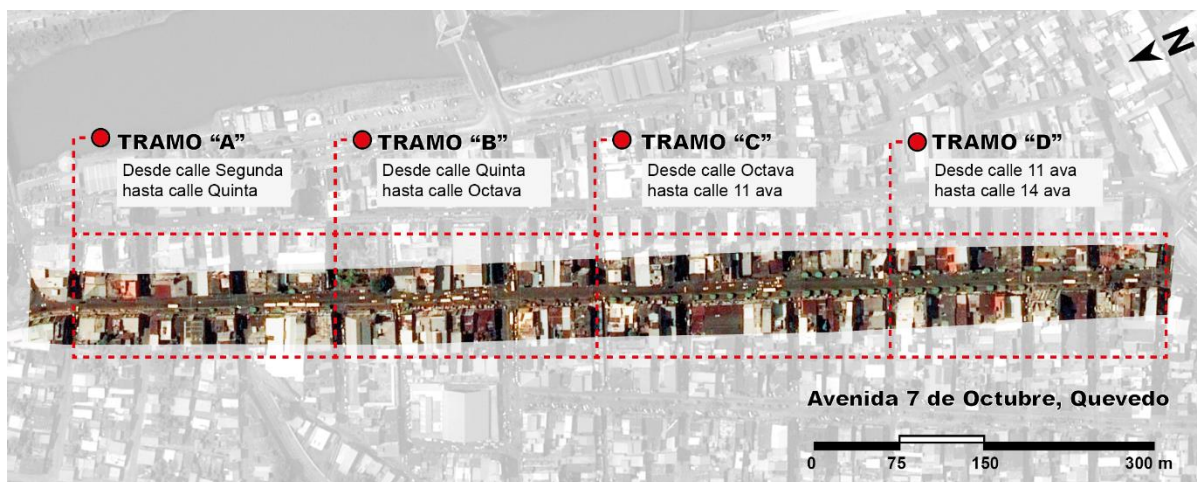 N
TRAMO “A”
Desde calle Segunda
hasta calle Quinta
TRAMO “B”
Desde calle Quinta
hasta calle Octava
TRAMO “C”
Desde calle Octava
hasta calle 11 ava
TRAMO “D”
Desde calle 11 ava
hasta calle 14 ava
Avenida 7 de Octubre, Quevedo
0 75 150 300 m